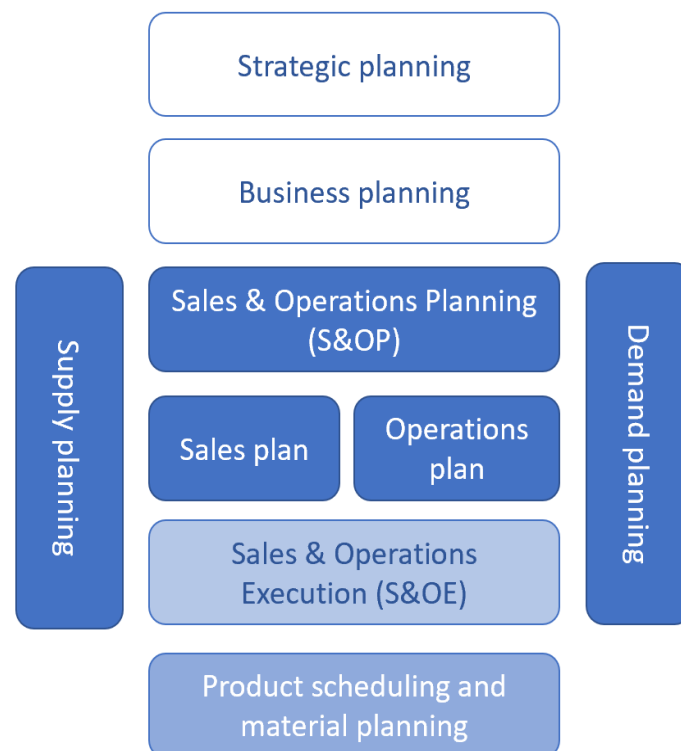 Strategic planning
Business planning
Supply planning
Sales & Operations Planning
(S&OP)
Demand planning
Sales plan
Operations
plan
Sales & Operations
Execution (S&OE)
Product scheduling and
material planning